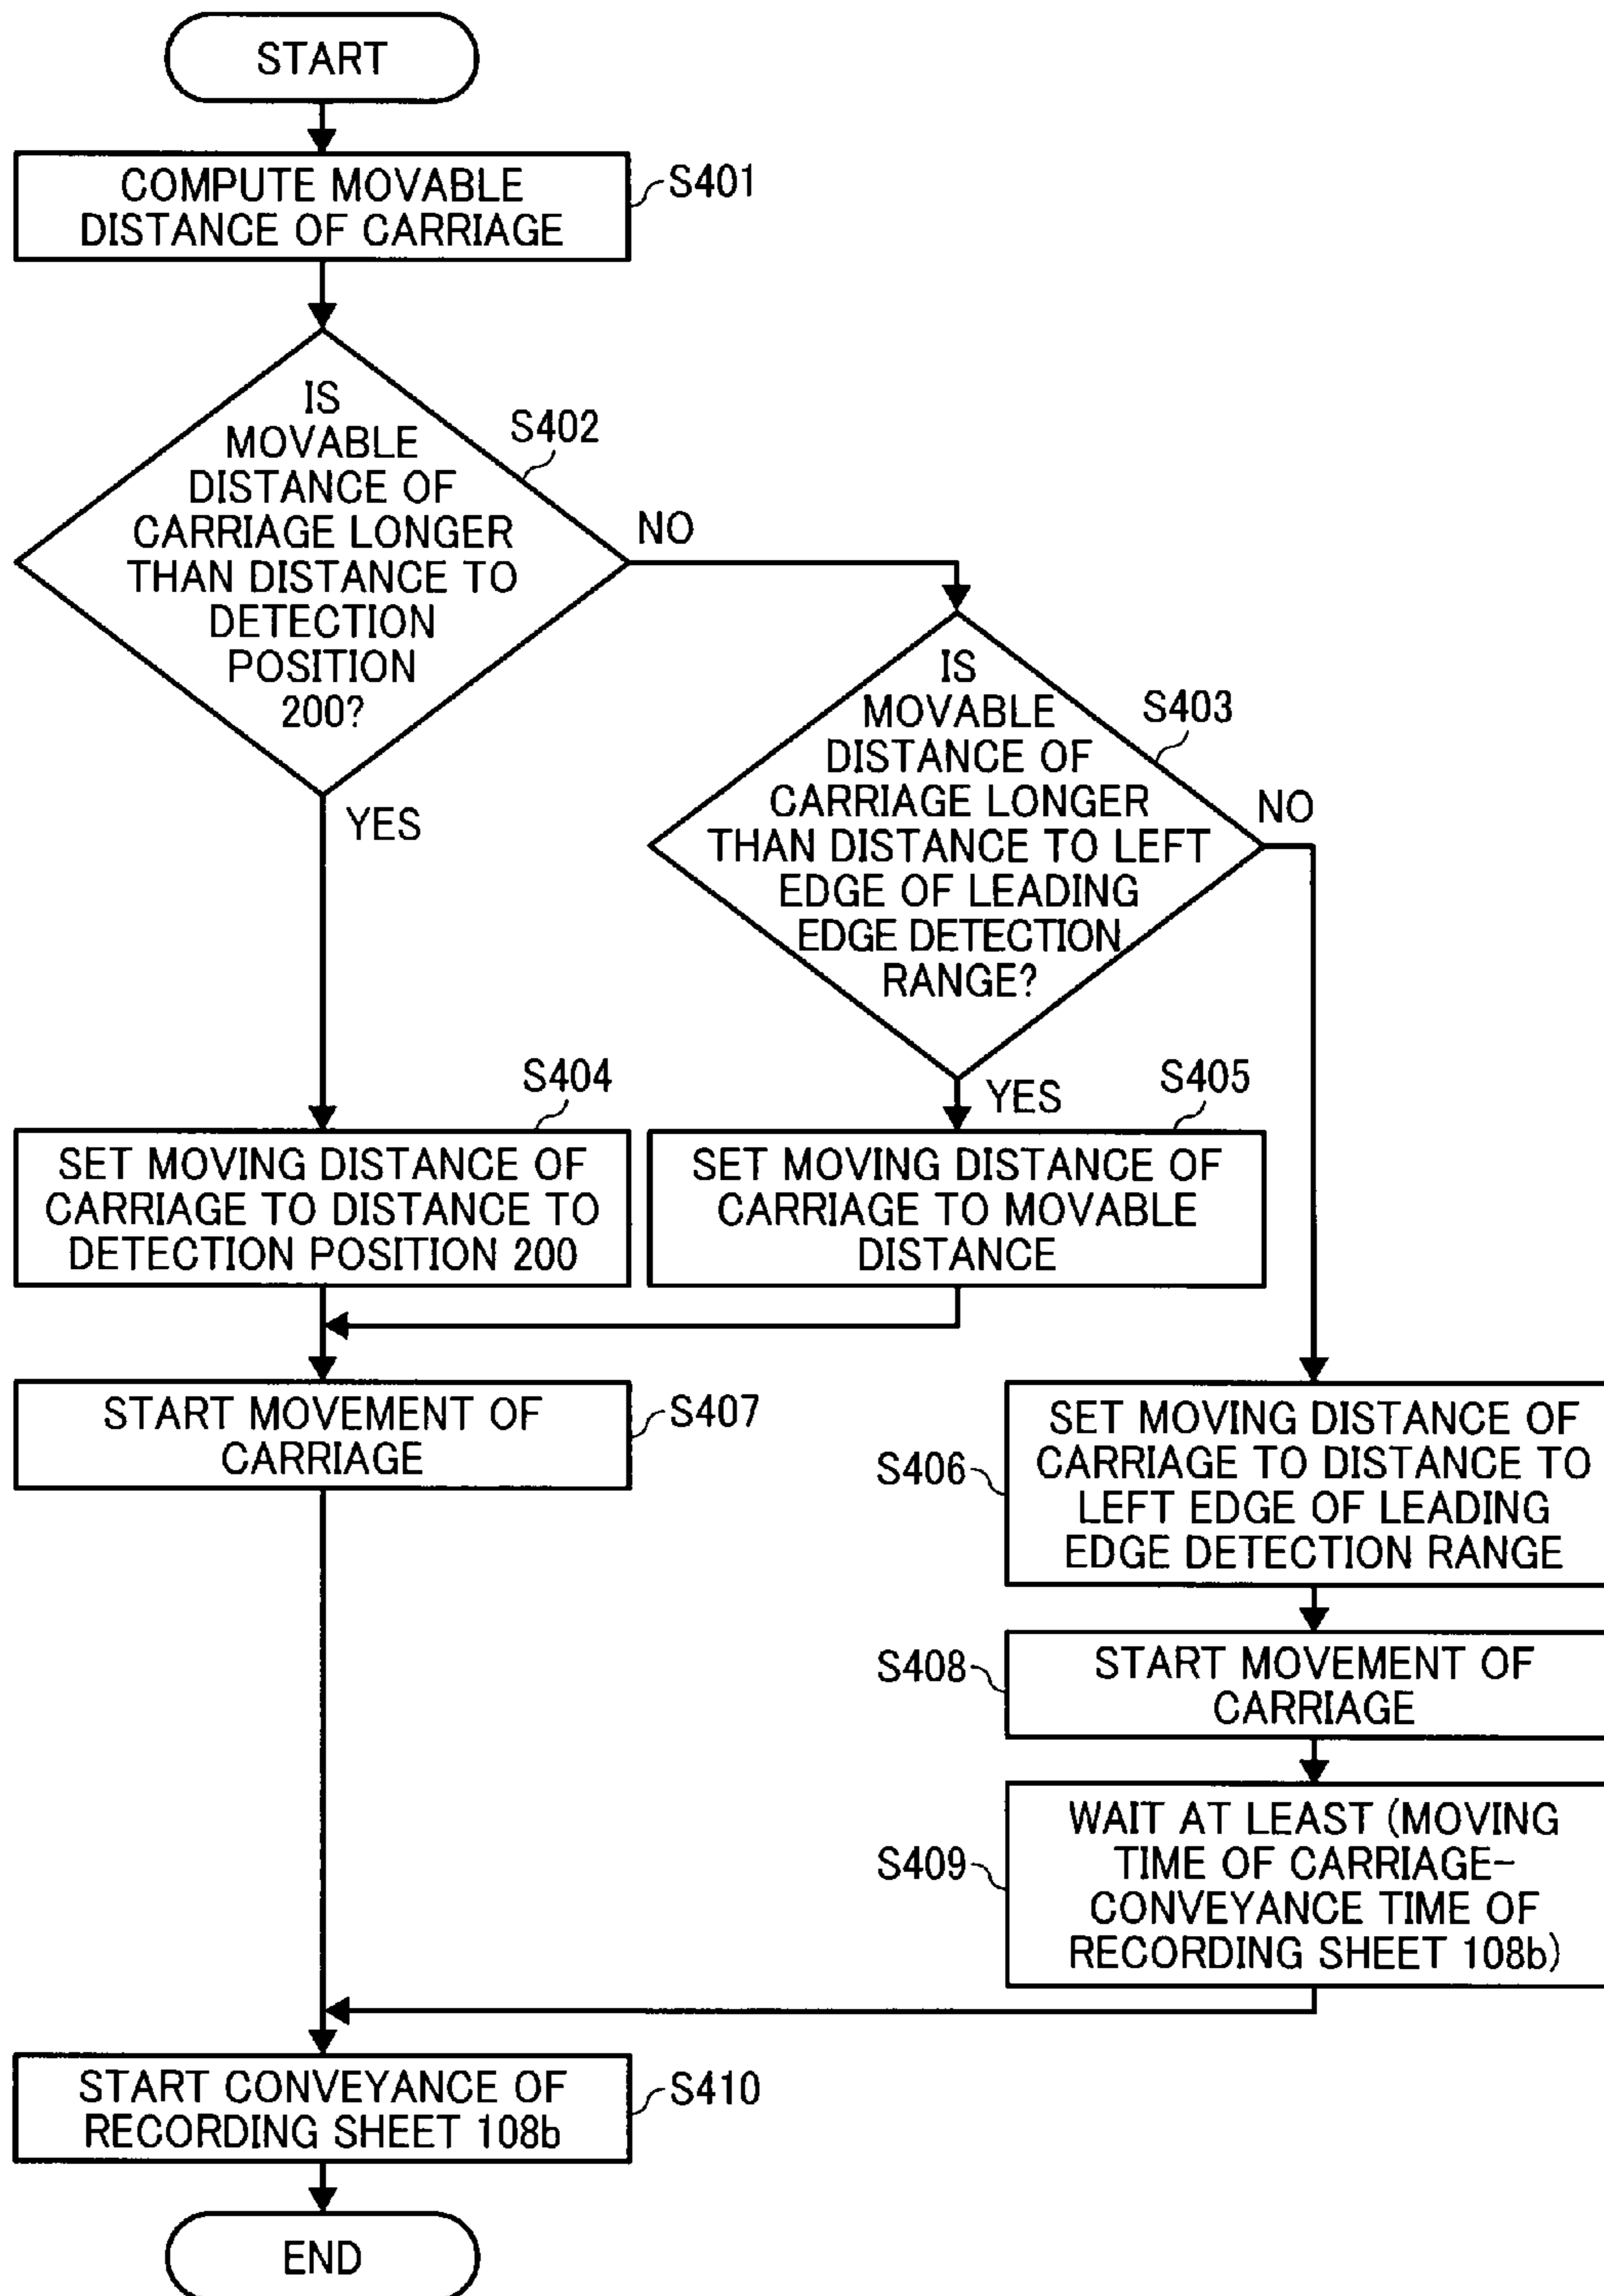 START
COMPUTE MOVABLE
DISTANCE OF CARRIAGE
S401
IS
MOVABLE
DISTANCE OF
CARRIAGE LONGER
THAN DISTANCE TO
DETECTION
POSITION
200?
S402
NO
YES
IS
MOVABLE
DISTANCE OF
CARRIAGE LONGER
THAN DISTANCE TO LEFT
EDGE OF LEADING
EDGE DETECTION
RANGE?
S403
NO
YES
S404
SET MOVING DISTANCE OF
CARRIAGE TO DISTANCE TO
DETECTION POSITION 200
S405
SET MOVING DISTANCE OF
CARRIAGE TO MOVABLE
DISTANCE
START MOVEMENT OF
CARRIAGE
S407
S406
SET MOVING DISTANCE OF
CARRIAGE TO DISTANCE TO
LEFT EDGE OF LEADING
EDGE DETECTION RANGE
S408
START MOVEMENT OF
CARRIAGE
S409
WAIT AT LEAST (MOVING
TIME OF CARRIAGE-
CONVEYANCE TIME OF
RECORDING SHEET 108b)
START CONVEYANCE OF
RECORDING SHEET 108b
S410
END